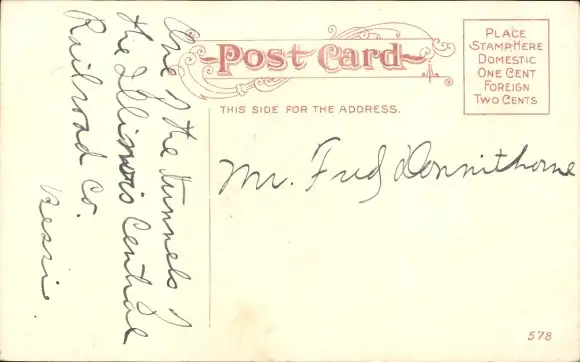 One of the tunnels of
the Illinois Central
Railroad Co.
Bessie.
Post Card
THIS SIDE FOR THE ADDRESS.
PLACE
STAMP HERE
DOMESTIC
ONE CENT
FOREIGN
TWO CENTS
Mr. Fred Donnithorne
578